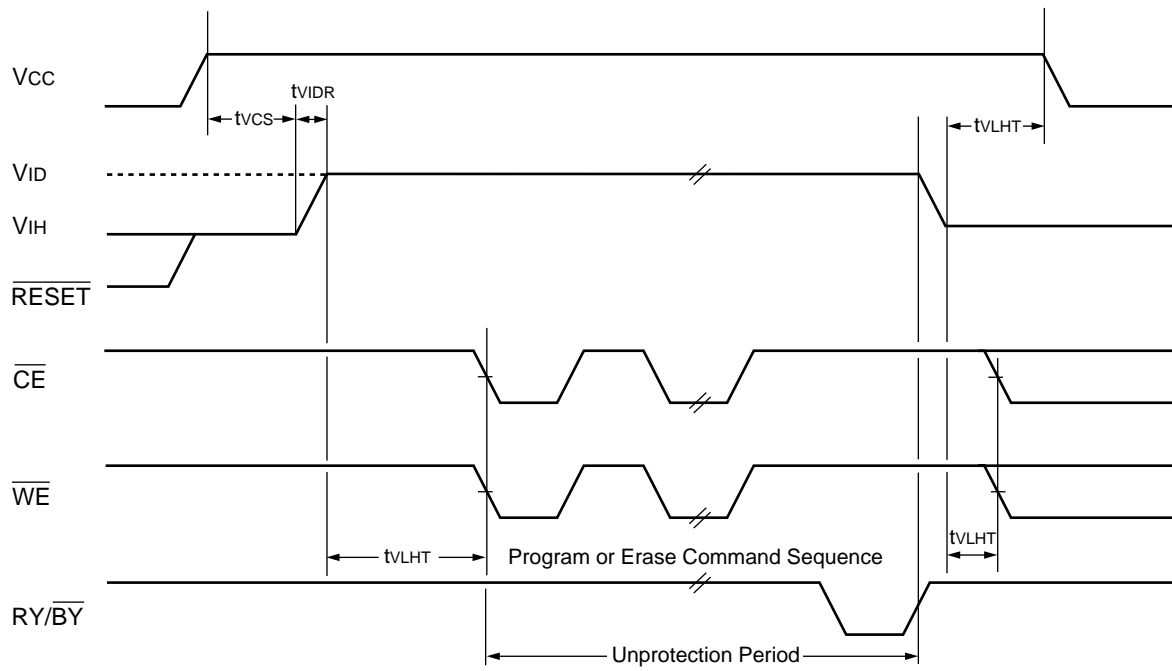 VCC
tVIDR
tVCS
tVLHT
VID
VIH
RESET
CE
WE
tVLHT
Program or Erase Command Sequence
tVLHT
RY/BY
Unprotection Period